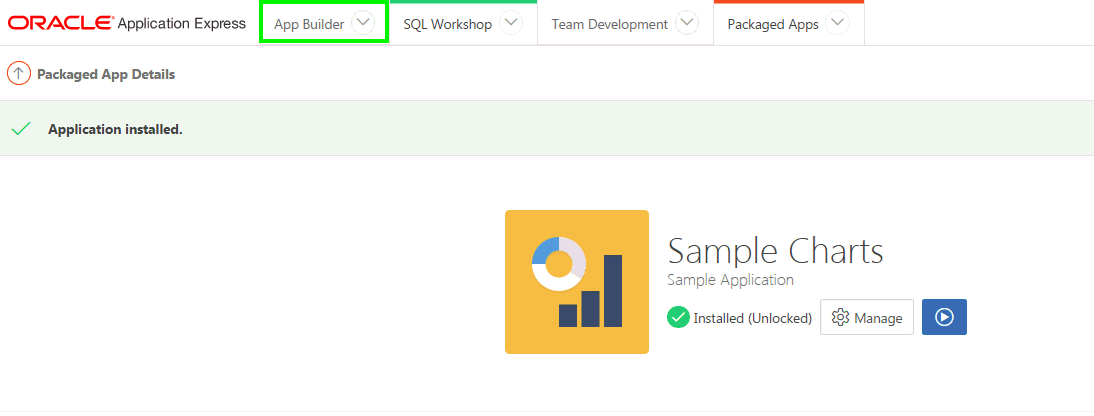 ORACLE Application Express App Builder SQL Workshop Team Development Packaged Apps
Packaged App Details
Application installed.
Sample Charts
Sample Application
Installed (Unlocked) Manage